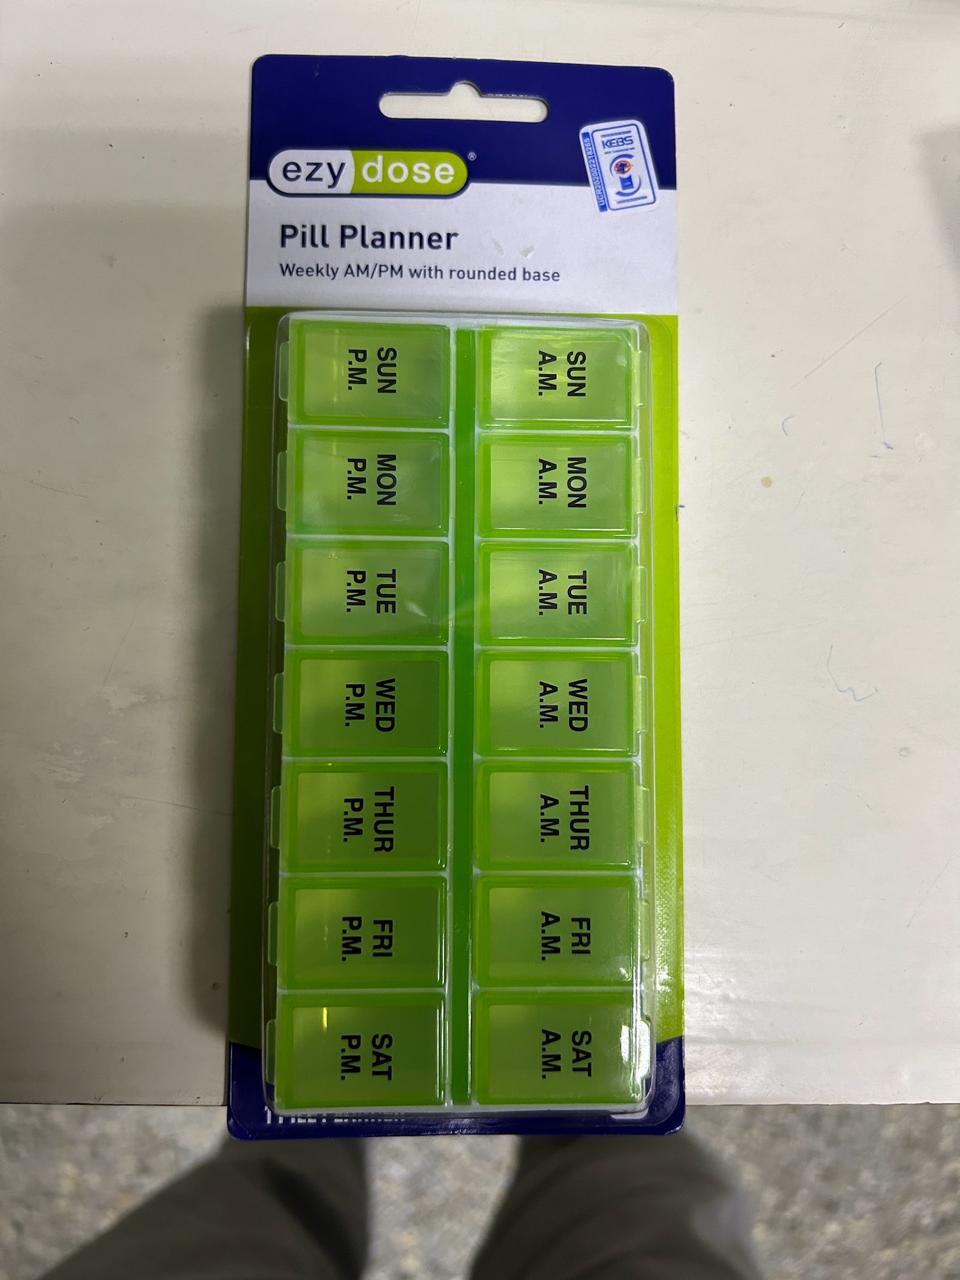 ezy dose®
KEBS
Pill Planner
Weekly AM/PM with rounded base
SUN
P.M.
SUN
A.M.
MON
P.M.
MON
A.M.
TUE
P.M.
TUE
A.M.
WED
P.M.
WED
A.M.
THUR
P.M.
THUR
A.M.
FRI
P.M.
FRI
A.M.
SAT
P.M.
SAT
A.M.